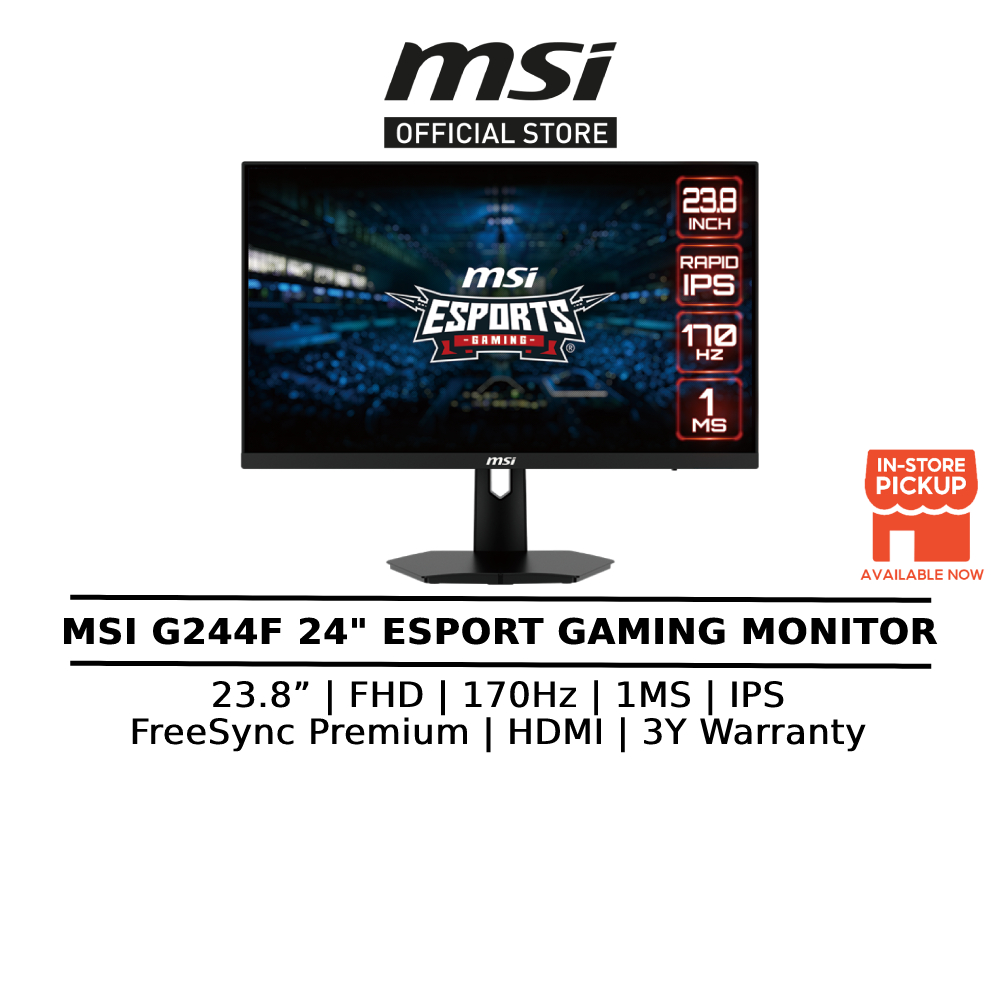 msi
OFFICIAL STORE
23.8
INCH
RAPID
IPS
170
HZ
1
MS
msi
ESPORTS
-GAMING-
®
msi
IN-STORE
PICKUP
AVAILABLE NOW
MSI G244F 24" ESPORT GAMING MONITOR
23.8” | FHD | 170Hz | 1MS | IPS
FreeSync Premium | HDMI | 3Y Warranty